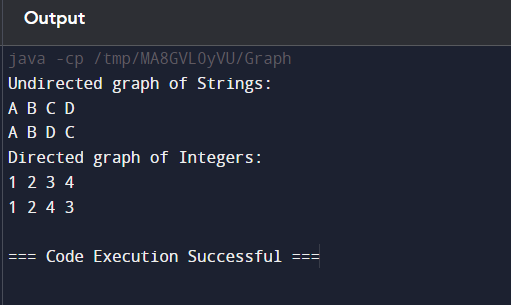 Output
java -cp /tmp/MA8GVLOyVU/Graph
Undirected graph of Strings:
A B C D
A B D C
Directed graph of Integers:
1 2 3 4
1 2 4 3
=== Code Execution Successful ===